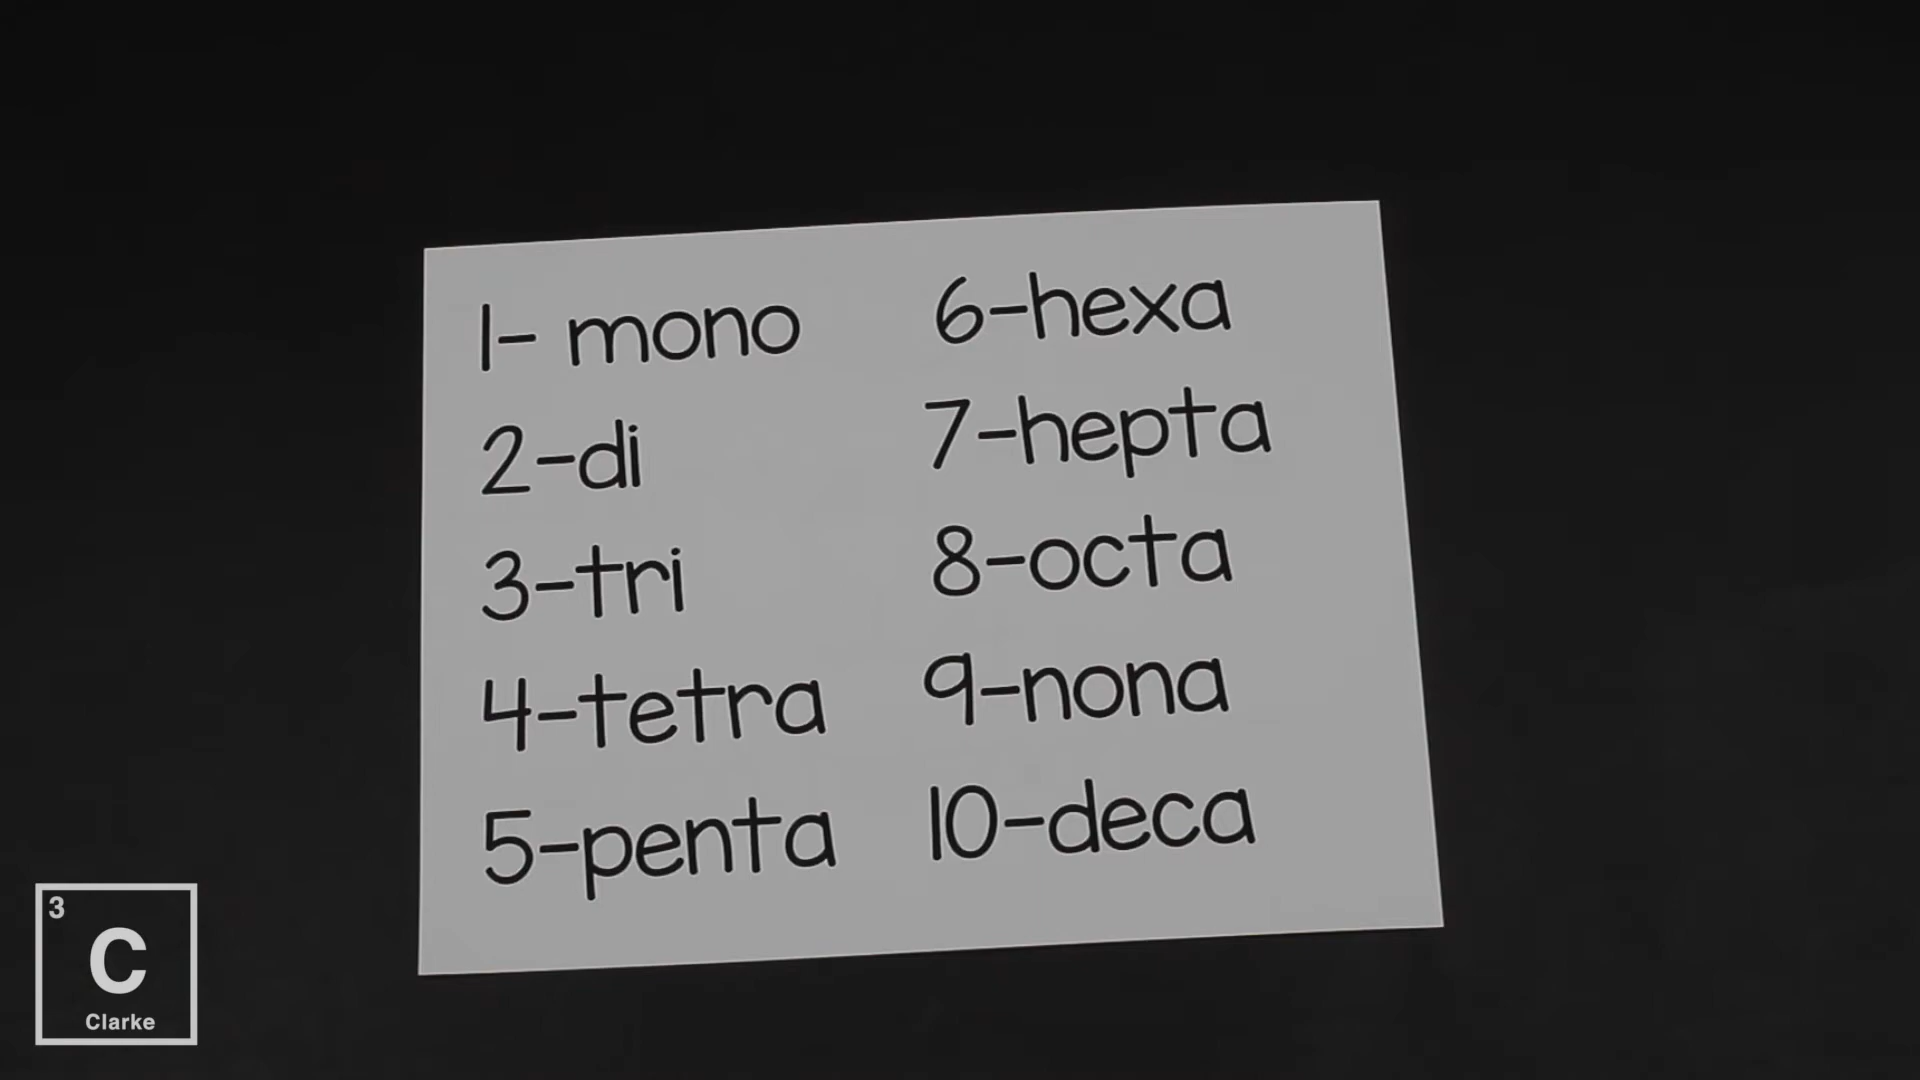 1- mono
2-di
3-tri
4-tetra
5-penta
6-hexa
7-hepta
8-octa
9-nona
10-deca
3
C
Clarke